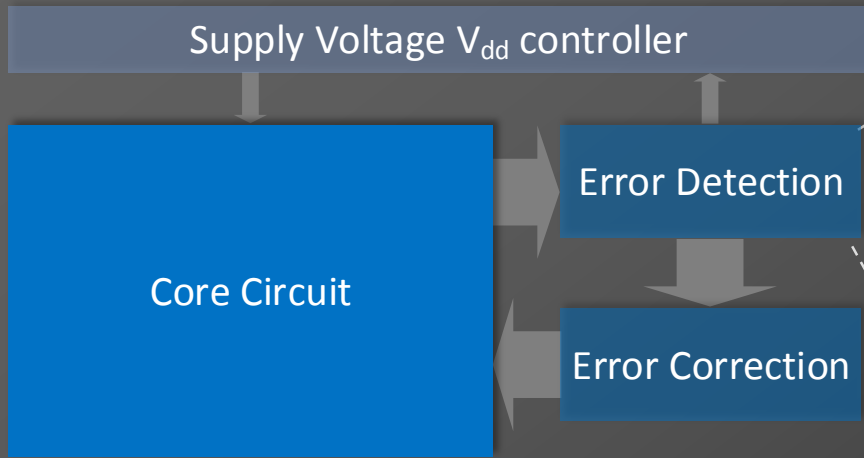 Supply Voltage Vdd controller
Core Circuit
Error Detection
Error Correction